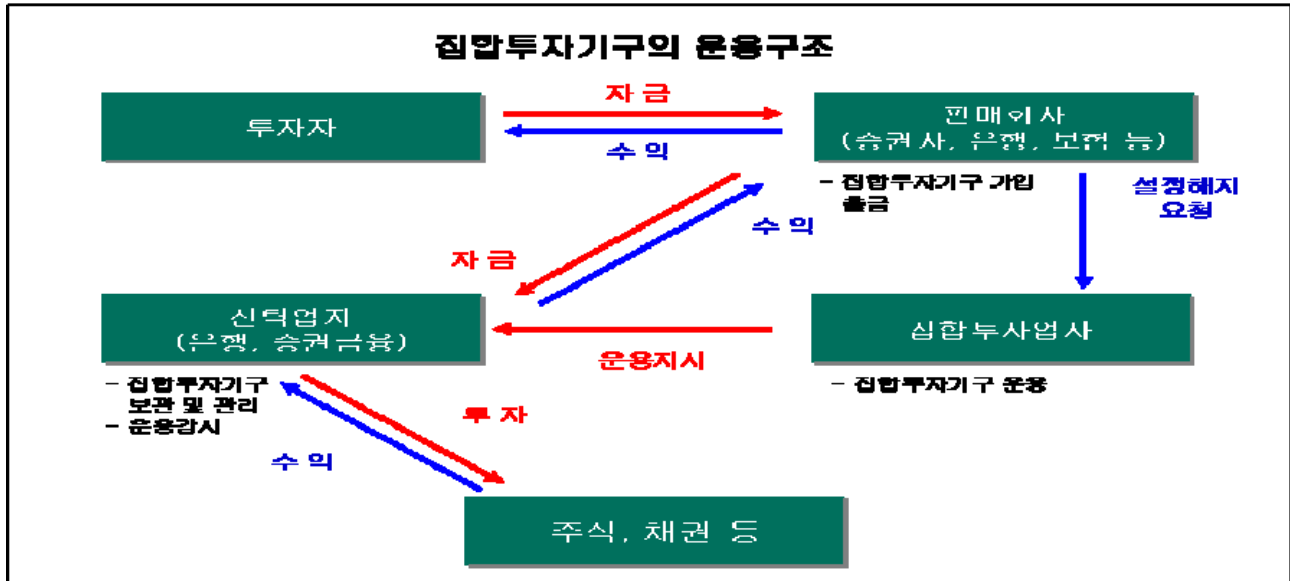 집합투자기구의 운용구조
투자자
자 금
수 익
판매회사
(증권사, 은행, 보험 등)
- 집합투자기구 가입
출금
설정해지
요청
수 익
자 금
신탁업자
(은행, 증권금융)
- 집합투자기구
보관 및 관리
- 운용감시
운용지시
집합투자업자
- 집합투자기구 운용
투 자
수 익
주식, 채권 등